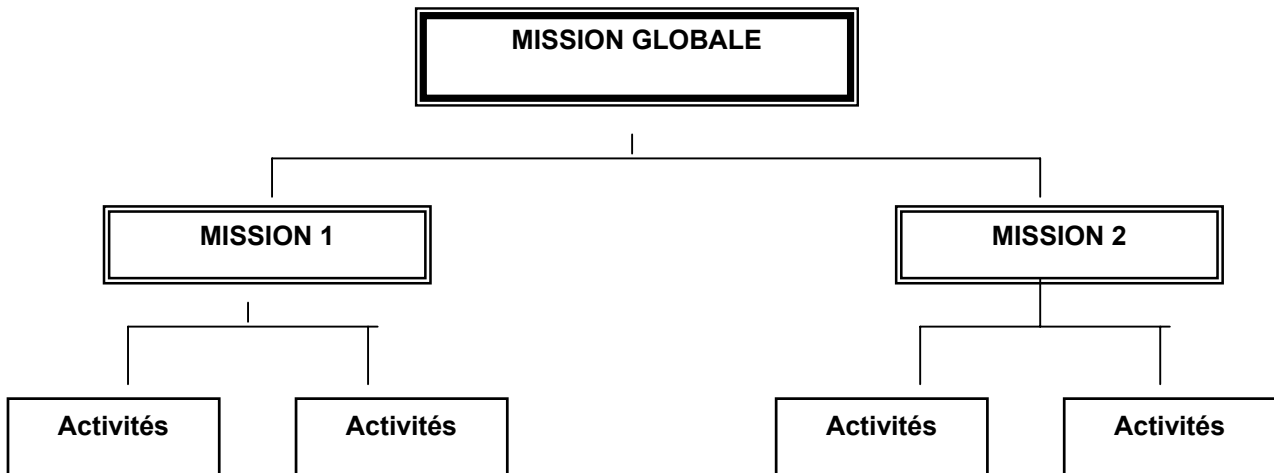 MISSION GLOBALE
MISSION 1
MISSION 2
Activités
Activités
Activités
Activités